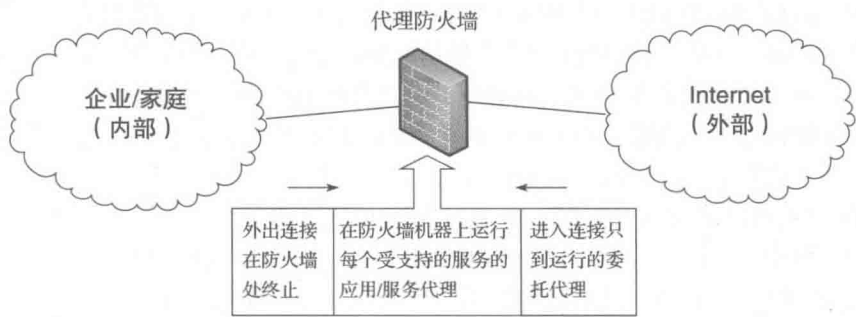 代理防火墙
企业/家庭
（内部）
Internet
（外部）
外出连接
在防火墙
处终止
在防火墙机器上运行
每个受支持的服务的
应用/服务代理
进入连接只
到运行的委
托代理